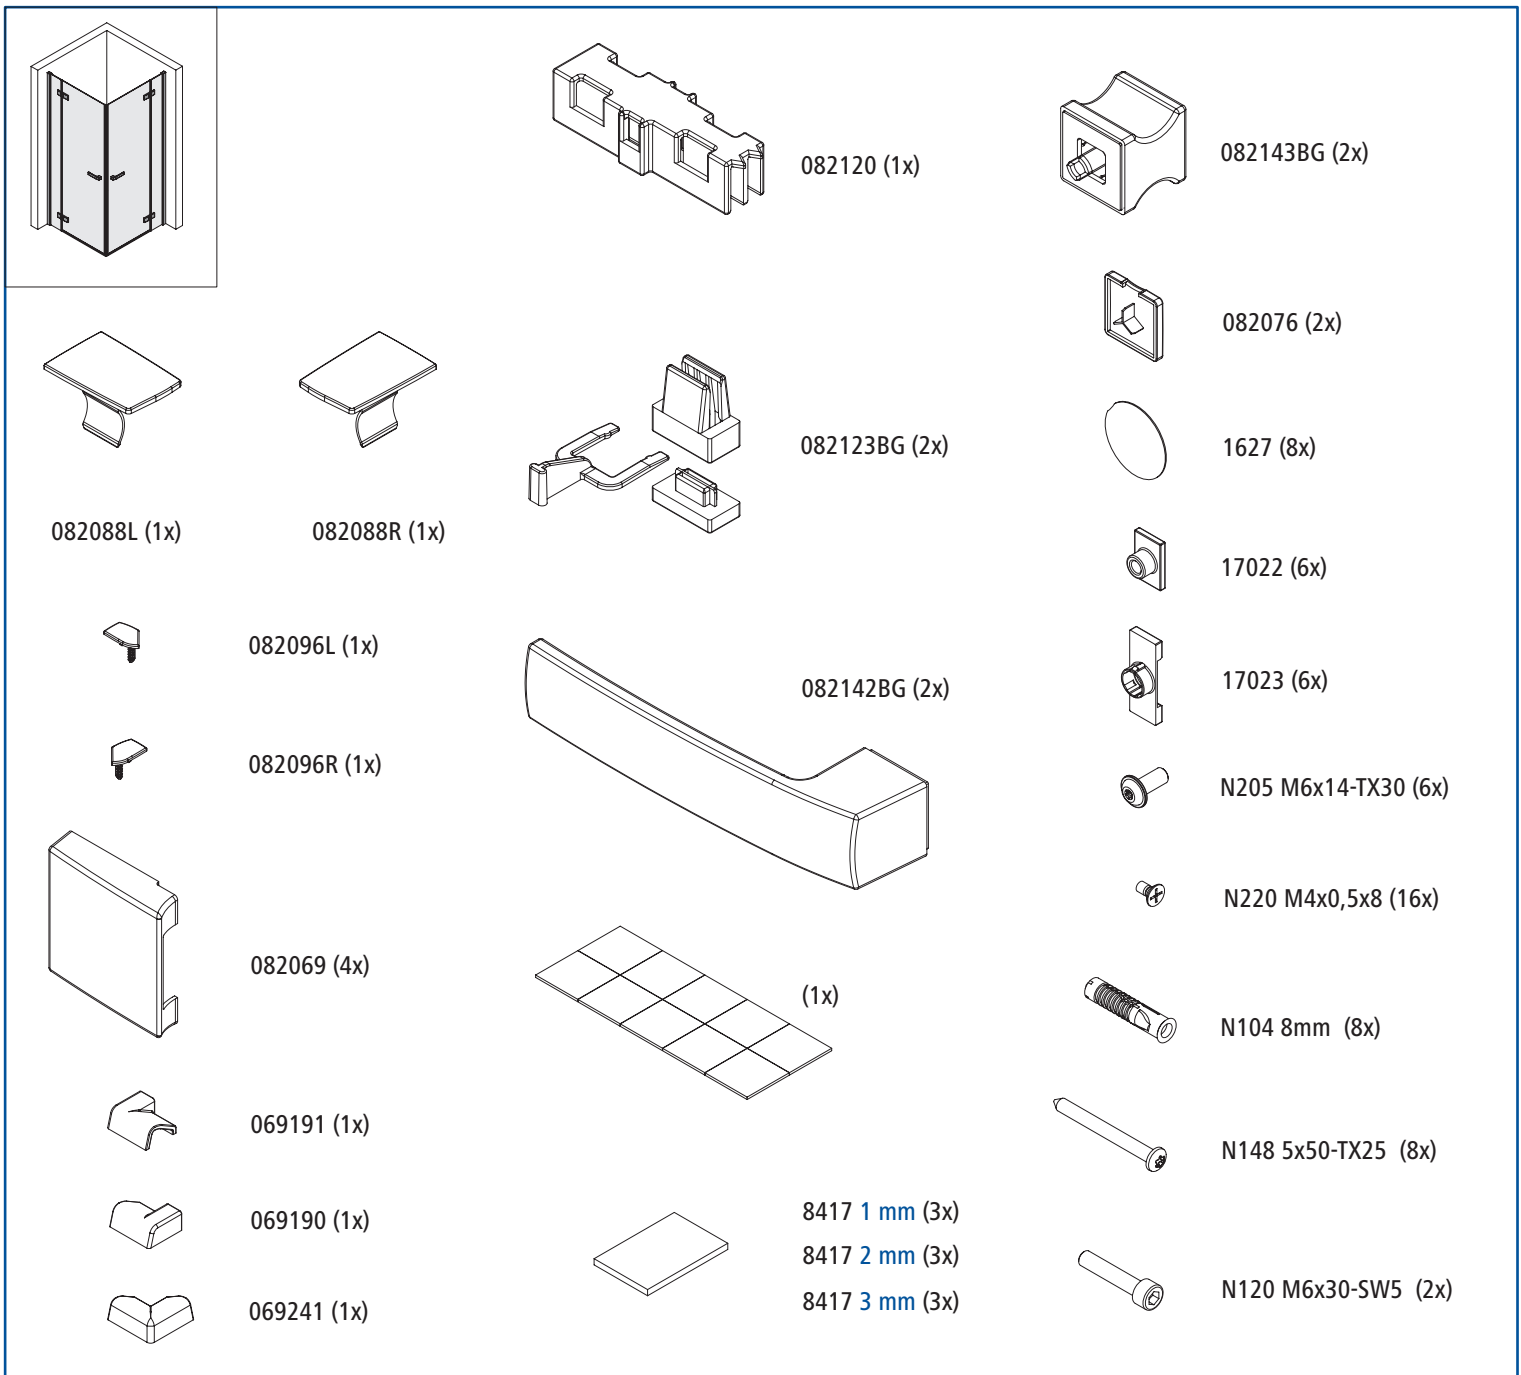 082120 (1x)
082143BG (2x)
082076 (2x)
082123BG (2x)
1627 (8x)
082088L (1x)
082088R (1x)
17022 (6x)
082096L (1x)
082142BG (2x)
17023 (6x)
082096R (1x)
N205 M6x14-TX30 (6x)
N220 M4x0,5x8 (16x)
082069 (4x)
(1x)
N104 8mm (8x)
069191 (1x)
N148 5x50-TX25 (8x)
069190 (1x)
8417 1 mm (3x)
8417 2 mm (3x)
8417 3 mm (3x)
N120 M6x30-SW5 (2x)
069241 (1x)